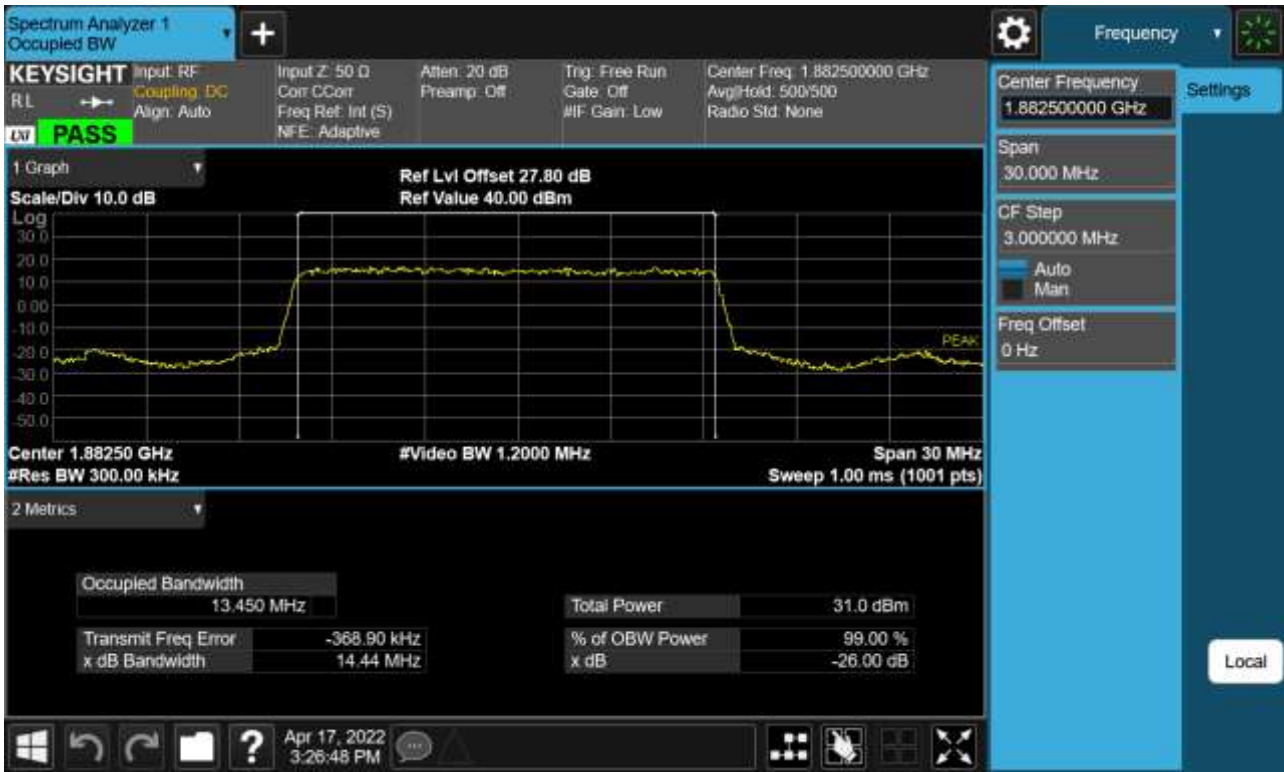 Spectrum Analyzer 1
Occupied BW
+
Frequency
KEYSIGHT
RL
LXI PASS
Input: RF
Coupling: DC
Align: Auto
Input Z: 50 Ω
Corr CCorr
Freq Ref: Int (S)
NFE: Adaptive
Atten: 20 dB
Preamp: Off
Trig: Free Run
Gate: Off
#IF Gain: Low
Center Freq: 1.882500000 GHz
Avg|Hold: 500/500
Radio Std: None
Center Frequency
1.882500000 GHz
Settings
Span
30.000 MHz
CF Step
3.000000 MHz
Auto
Man
Freq Offset
0 Hz
Local
1 Graph
Ref Lvl Offset 27.80 dB
Scale/Div 10.0 dB
Ref Value 40.00 dBm
Log
30.0
20.0
10.0
0.00
-10.0
-20.0
-30.0
-40.0
-50.0
PEAK
Center 1.88250 GHz
#Video BW 1.2000 MHz
Span 30 MHz
#Res BW 300.00 kHz
Sweep 1.00 ms (1001 pts)
2 Metrics
Occupied Bandwidth
13.450 MHz
Total Power 31.0 dBm
Transmit Freq Error -368.90 kHz
% of OBW Power 99.00 %
x dB Bandwidth 14.44 MHz
x dB -26.00 dB
?
Apr 17, 2022
3:26:48 PM